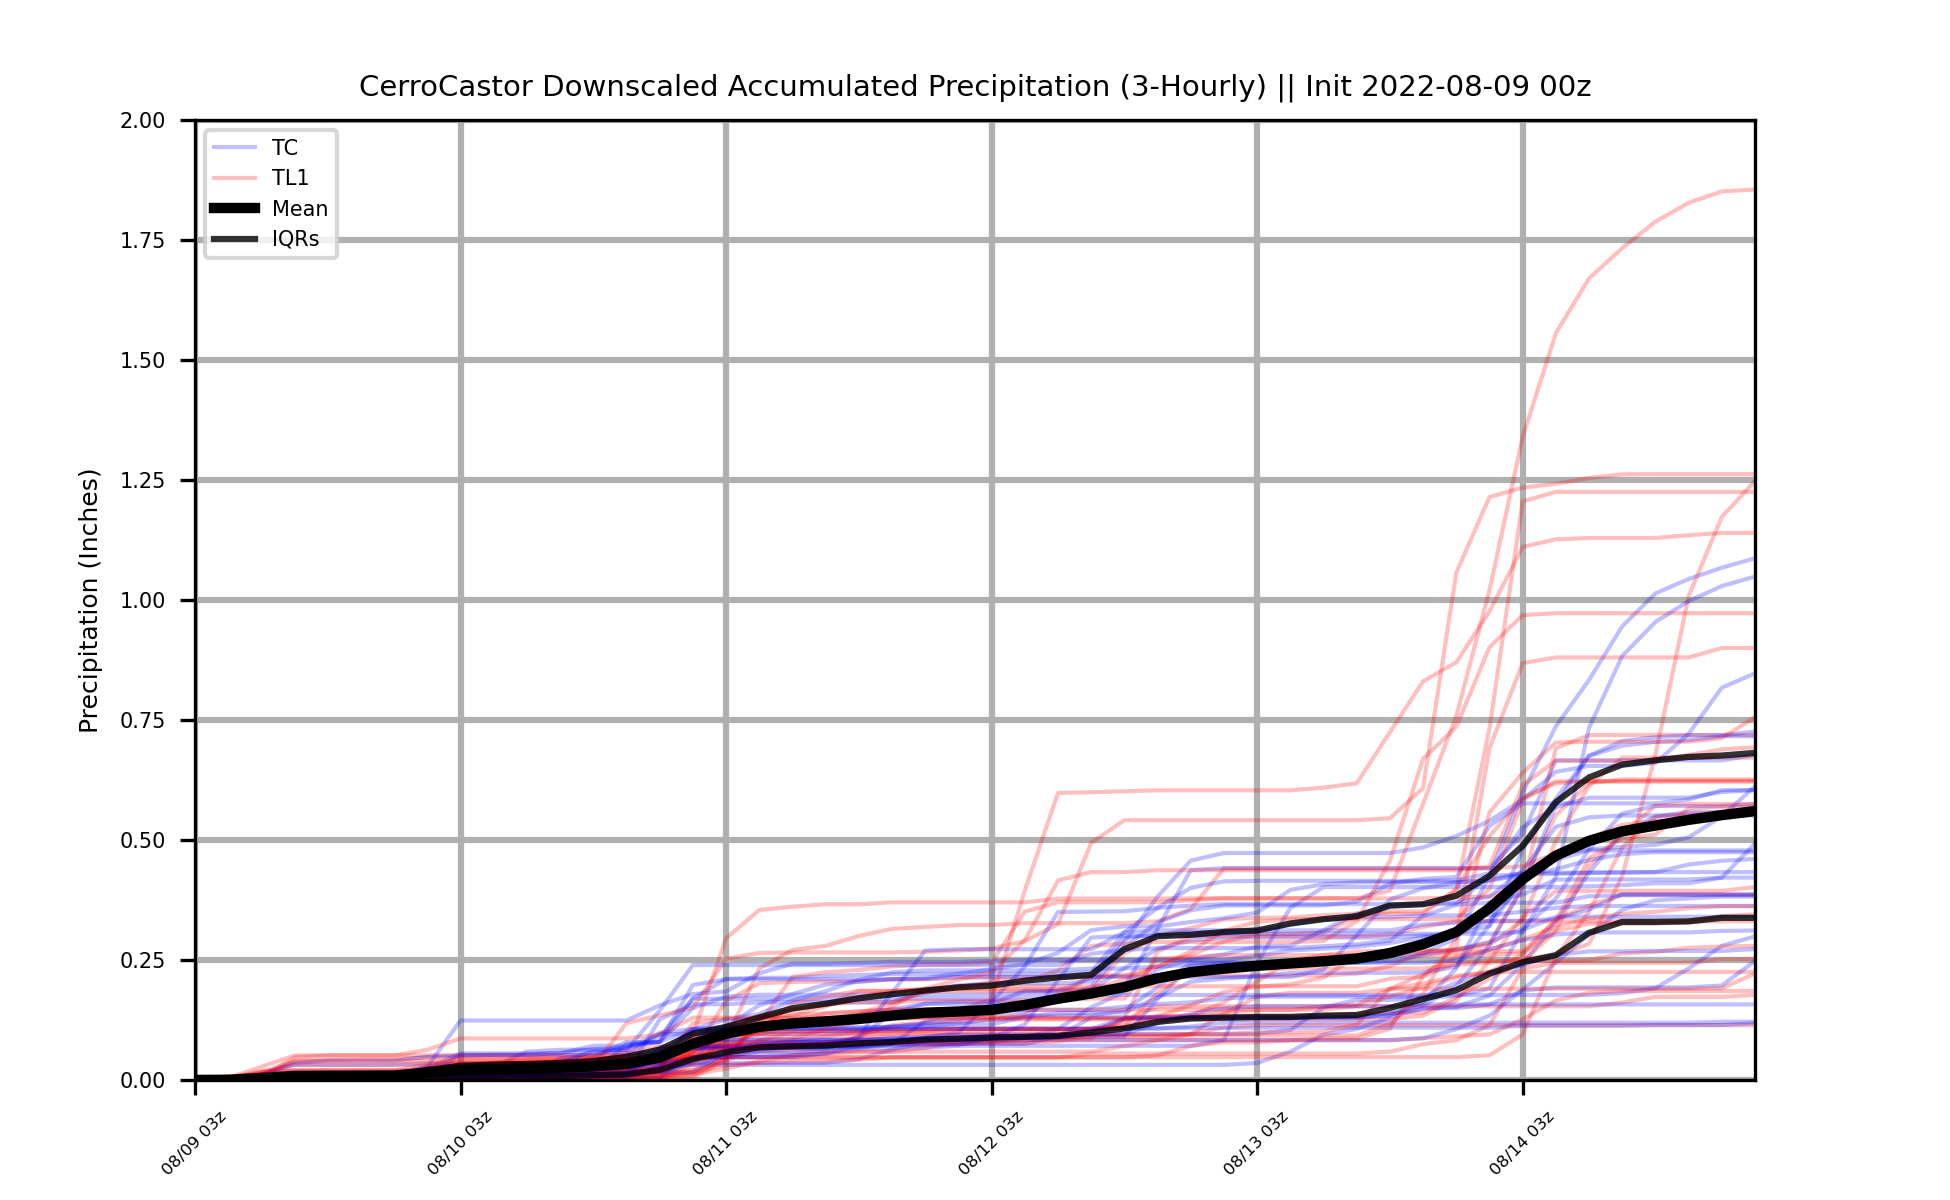 CerroCastor Downscaled Accumulated Precipitation (3-Hourly) || Init 2022-08-09 00z
TC
TL1
Mean
IQRs
Precipitation (Inches)
2.00
1.75
1.50
1.25
1.00
0.75
0.50
0.25
0.00
08/09 03z
08/10 03z
08/11 03z
08/12 03z
08/13 03z
08/14 03z